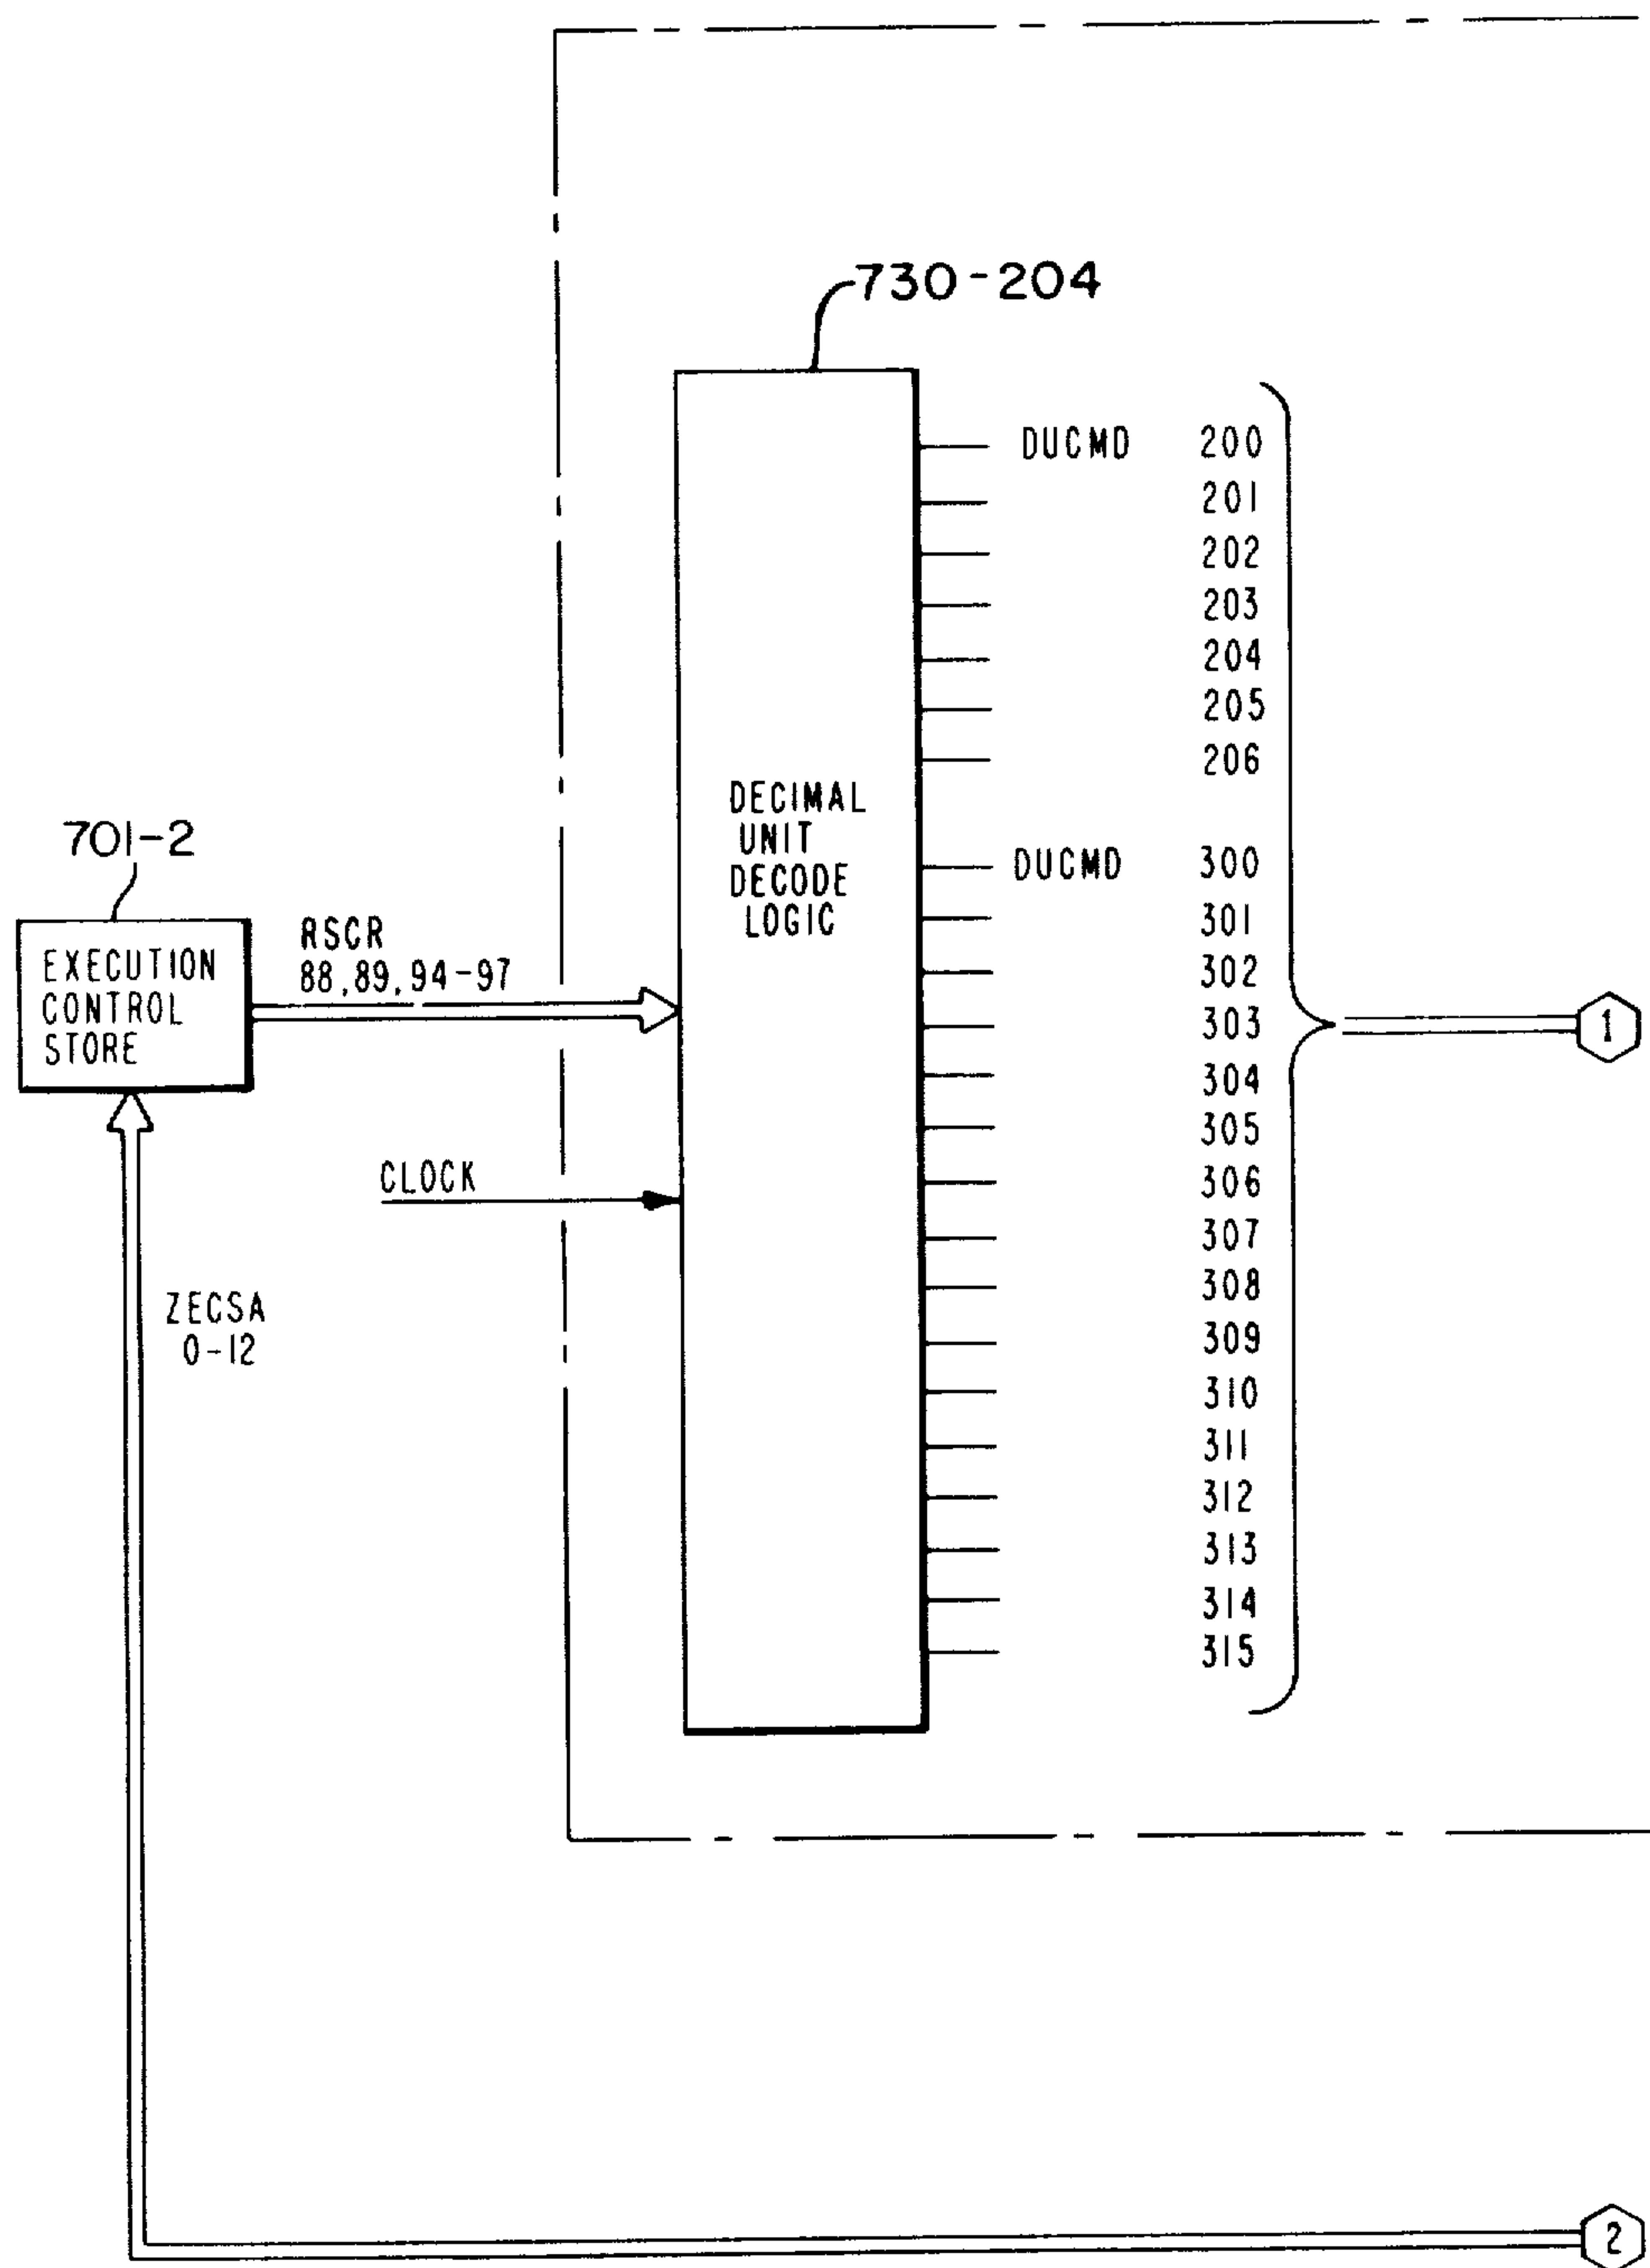 730-204
DUCMD 200
201
202
203
204
205
206
DECIMAL
UNIT
DECODE
LOGIC
DUCMD 300
301
302
303
304
305
306
307
308
309
310
311
312
313
314
315
1
701-2
EXECUTION
CONTROL
STORE
RSCR
88,89,94-97
CLOCK
ZECSA
0-12
2